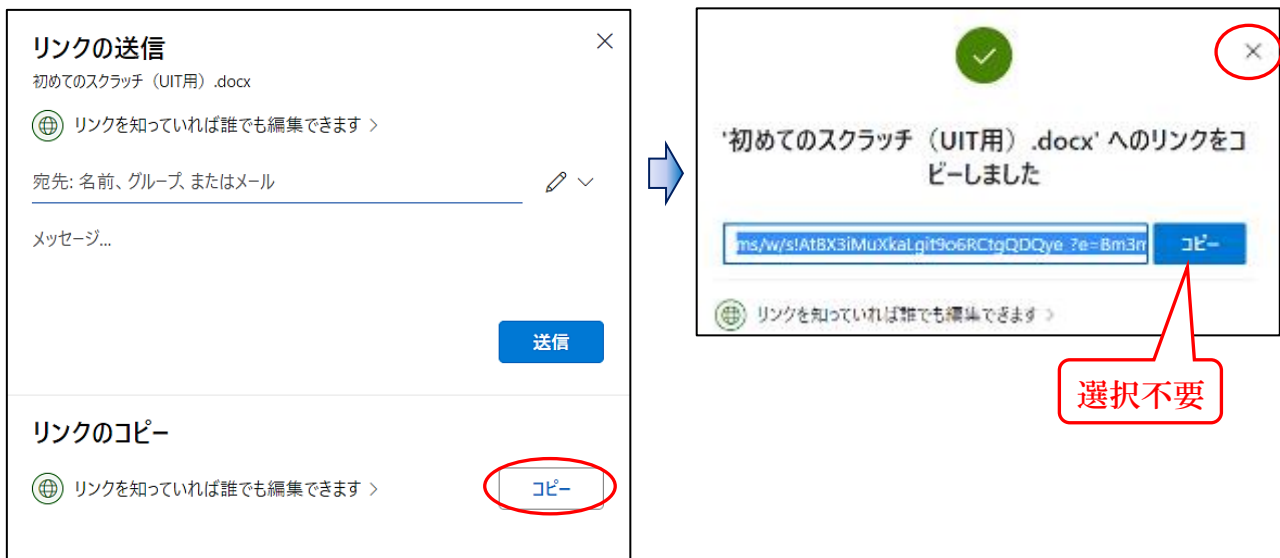 リンクの送信
初めてのスクラッチ（UIT用）.docx
リンクを知っていれば誰でも編集できます >
宛先: 名前、グループ、またはメール
メッセージ...
送信
リンクのコピー
リンクを知っていれば誰でも編集できます >
コピー
'初めてのスクラッチ（UIT用）.docx' へのリンクをコ
ピーしました
ms/w/s!AtBX3iMuXkaLgit9o6RCtgQDQye_?e=Bm3m
コピー
リンクを知っていれば誰でも編集できます >
選択不要